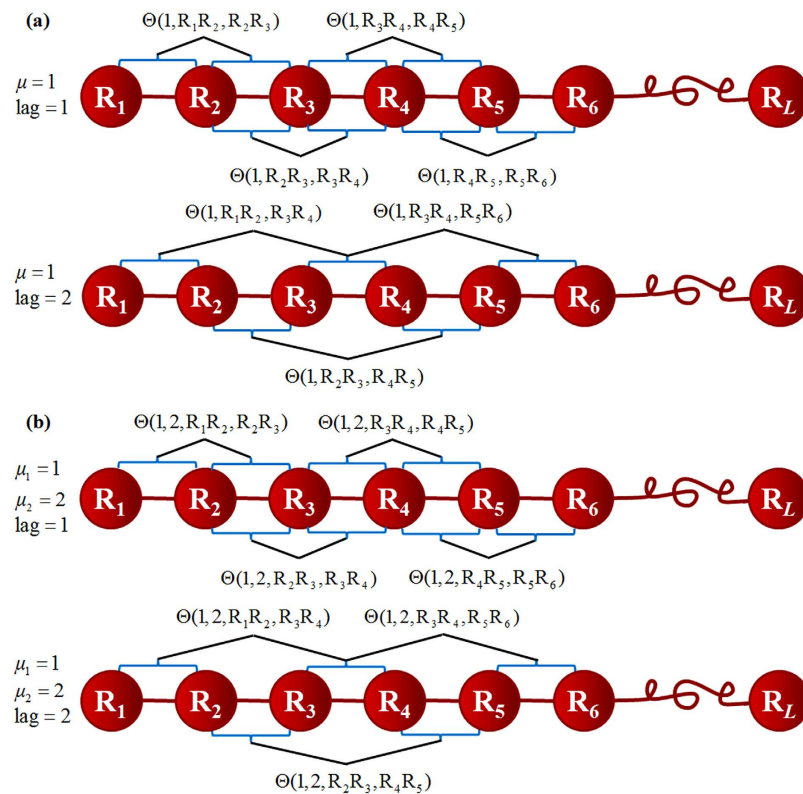 (a)
Θ(1,R₁R₂,R₂R₃) Θ(1,R₃R₄,R₄R₅)
μ=1
lag=1
R₁ R₂ R₃ R₄ R₅ R₆ R_L
Θ(1,R₂R₃,R₃R₄) Θ(1,R₄R₅,R₅R₆)
Θ(1,R₁R₂,R₃R₄) Θ(1,R₃R₄,R₅R₆)
μ=1
lag=2
R₁ R₂ R₃ R₄ R₅ R₆ R_L
Θ(1,R₂R₃,R₄R₅)
(b)
Θ(1,2,R₁R₂,R₂R₃) Θ(1,2,R₃R₄,R₄R₅)
μ₁=1
μ₂=2
lag=1
R₁ R₂ R₃ R₄ R₅ R₆ R_L
Θ(1,2,R₂R₃,R₃R₄) Θ(1,2,R₄R₅,R₅R₆)
Θ(1,2,R₁R₂,R₃R₄) Θ(1,2,R₃R₄,R₅R₆)
μ₁=1
μ₂=2
lag=2
R₁ R₂ R₃ R₄ R₅ R₆ R_L
Θ(1,2,R₂R₃,R₄R₅)